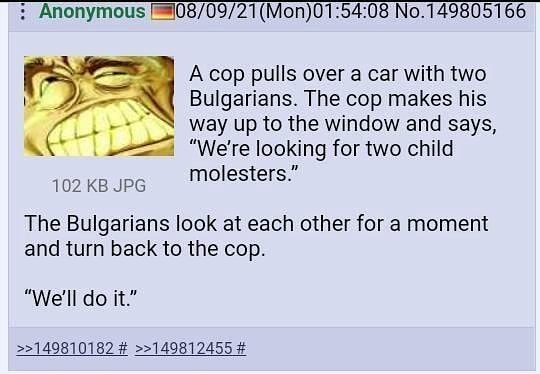 Anonymous 08/09/21(Mon)01:54:08 No.149805166
A cop pulls over a car with two
Bulgarians. The cop makes his
way up to the window and says,
“We’re looking for two child
molesters.”
102 KB JPG
The Bulgarians look at each other for a moment
and turn back to the cop.
“We’ll do it.”
>>149810182 # >>149812455 #